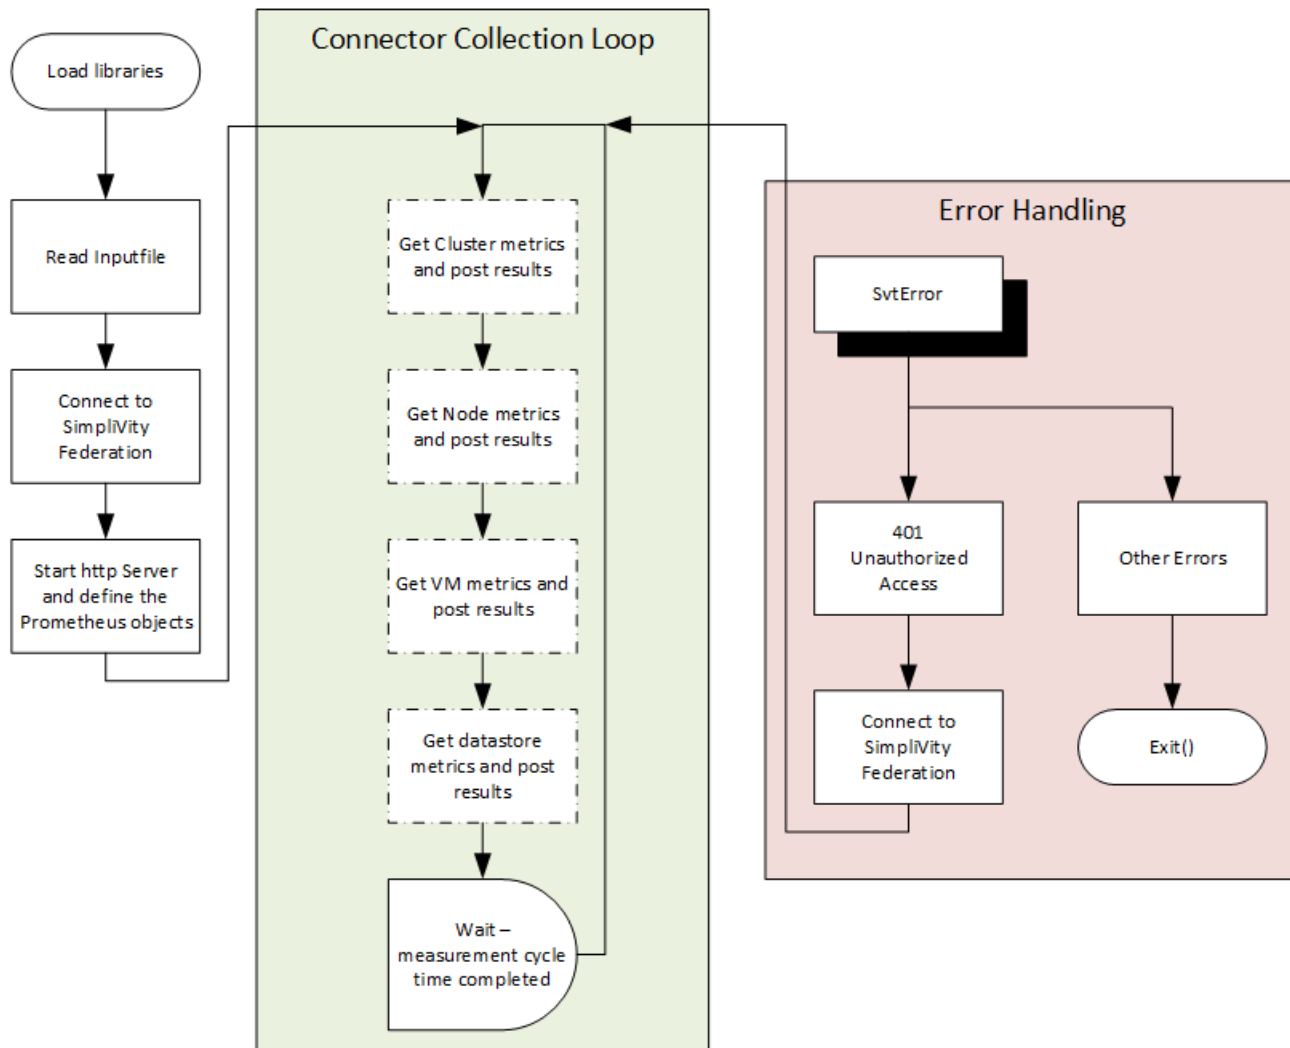 Load libraries
Read Inputfile
Connect to
SimpliVity
Federation
Start http Server
and define the
Prometheus objects
Connector Collection Loop
Get Cluster metrics
and post results
Get Node metrics
and post results
Get VM metrics and
post results
Get datastore
metrics and post
results
Wait –
measurement cycle
time completed
Error Handling
SvtError
401
Unauthorized
Access
Other Errors
Connect to
SimpliVity
Federation
Exit()